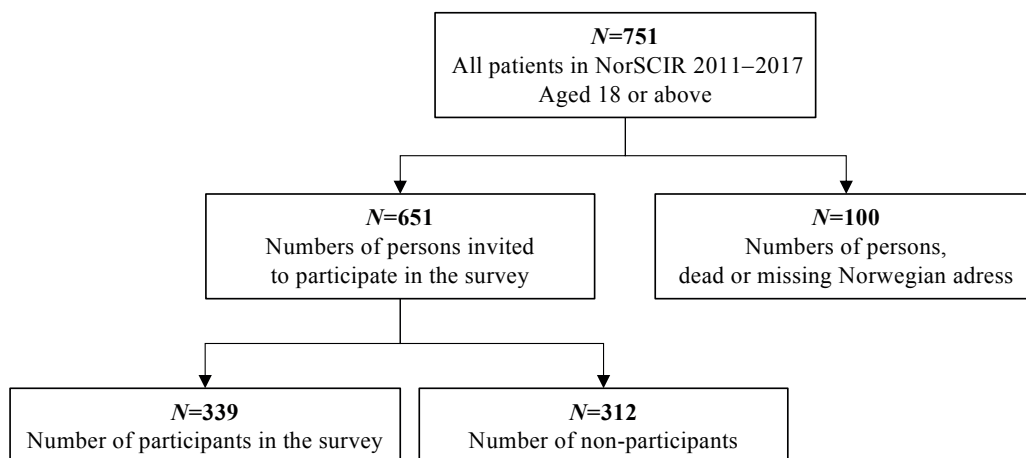 N=751
All patients in NorSCIR 2011–2017
Aged 18 or above
N=651
Numbers of persons invited
to participate in the survey
N=100
Numbers of persons,
dead or missing Norwegian adress
N=339
Number of participants in the survey
N=312
Number of non-participants